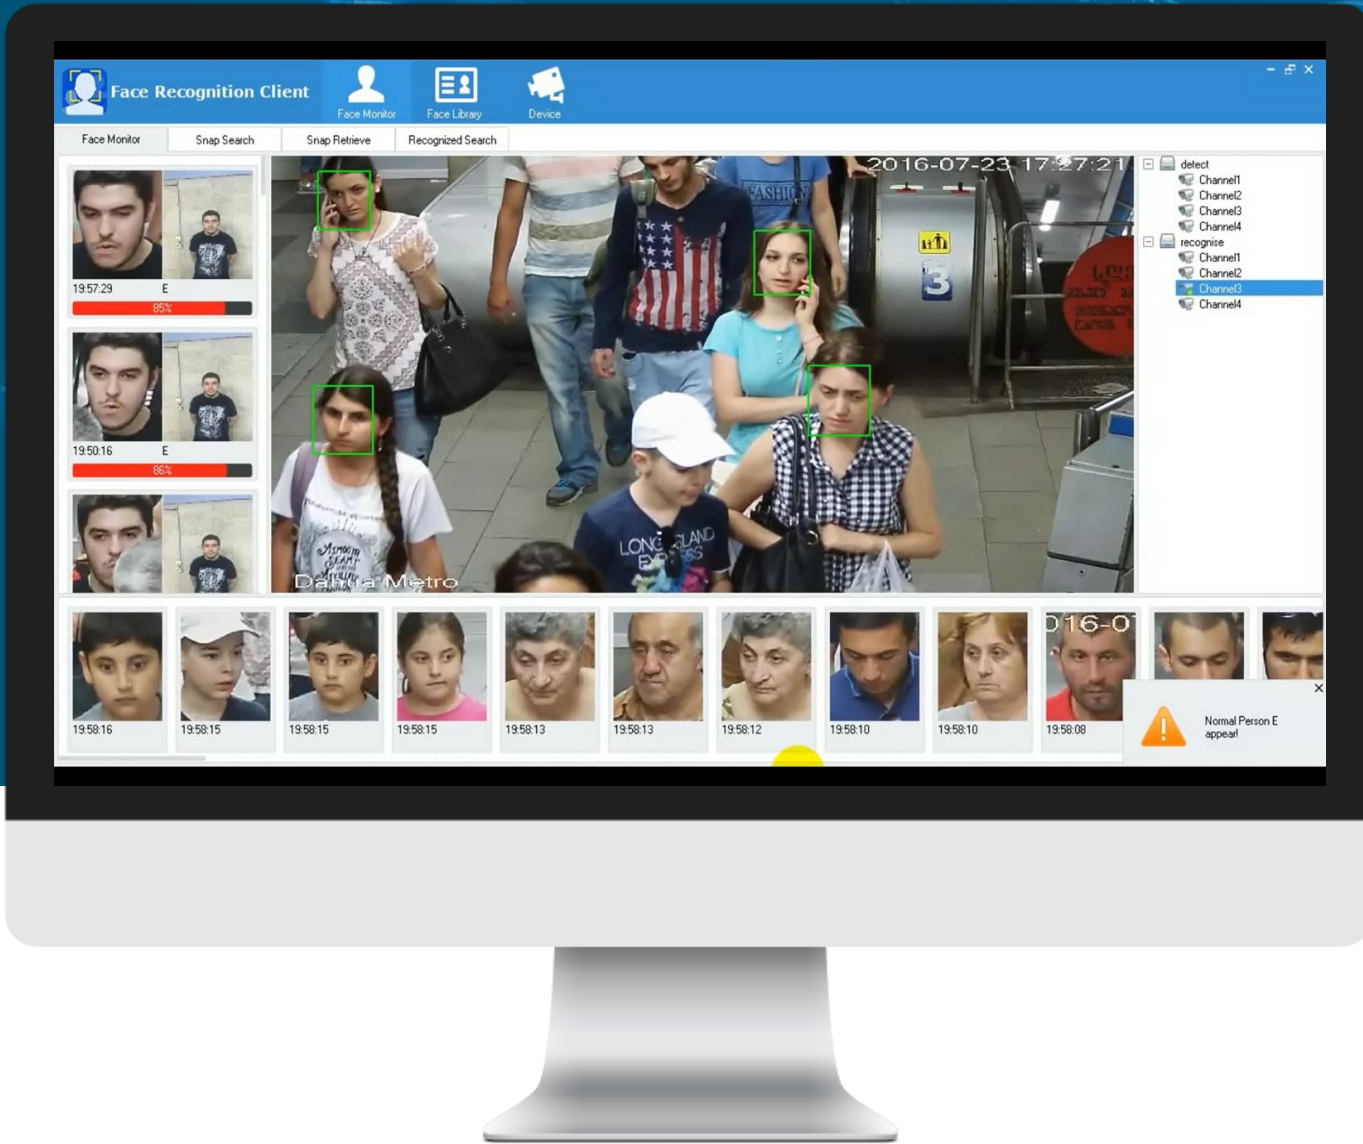 Face Recognition Client
Face Monitor
Face Library
Device
Face Monitor
Snap Search
Snap Retrieve
Recognized Search
19:57:29 E
85%
19:50:16 E
86%
2016-07-23 17:27:21
FASHION
3
LONG ISLAND
Dahua Metro
detect
Channel1
Channel2
Channel3
Channel4
recognise
Channel1
Channel2
Channel3
Channel4
016-0
19:58:16
19:58:15
19:58:15
19:58:15
19:58:13
19:58:13
19:58:12
19:58:10
19:58:10
19:58:08
Normal Person E
appear!